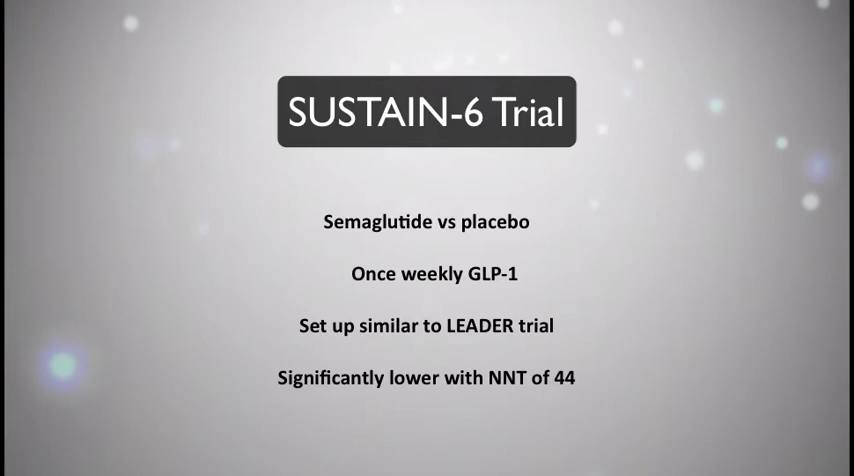 SUSTAIN-6 Trial
Semaglutide vs placebo
Once weekly GLP-1
Set up similar to LEADER trial
Significantly lower with NNT of 44